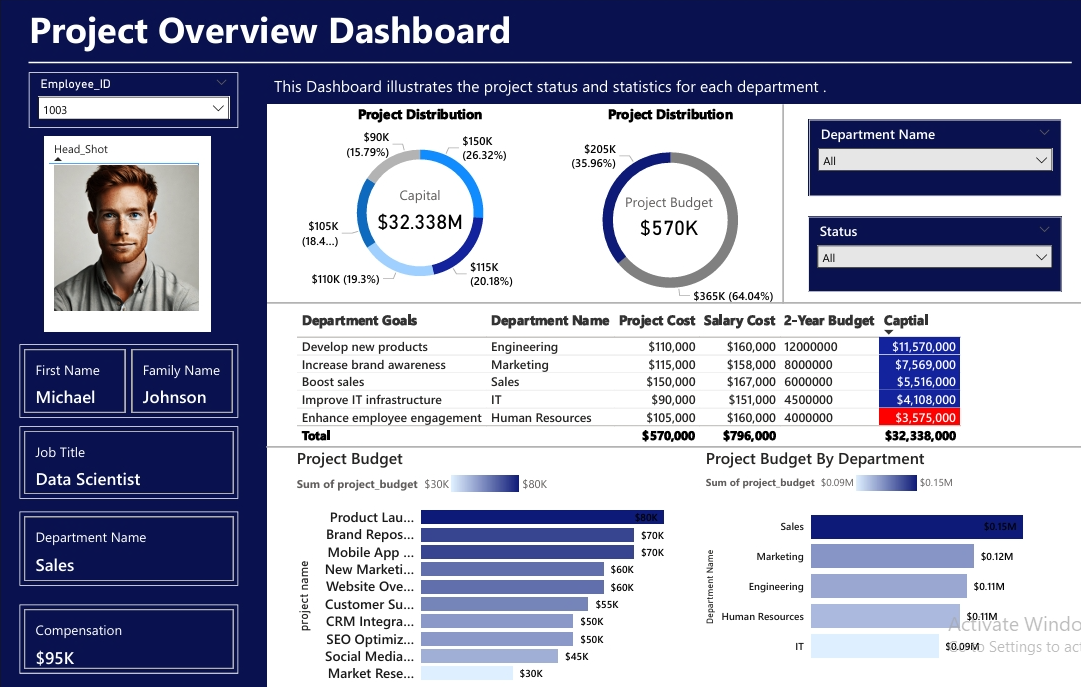 Project Overview Dashboard
Employee_ID
1003
This Dashboard illustrates the project status and statistics for each department .
Head_Shot
First Name
Michael
Family Name
Johnson
Job Title
Data Scientist
Department Name
Sales
Compensation
$95K
Project Distribution
$90K
(15.79%)
$150K
(26.32%)
Capital
$32.338M
$105K
(18.4...)
$110K (19.3%)
$115K
(20.18%)
Project Distribution
$205K
(35.96%)
Project Budget
$570K
$365K (64.04%)
Department Name
All
Status
All
Department Goals Department Name Project Cost Salary Cost 2-Year Budget Captial
Develop new products Engineering $110,000 $160,000 12000000 $11,570,000
Increase brand awareness Marketing $115,000 $158,000 8000000 $7,569,000
Boost sales Sales $150,000 $167,000 6000000 $5,516,000
Improve IT infrastructure IT $90,000 $151,000 4500000 $4,108,000
Enhance employee engagement Human Resources $105,000 $160,000 4000000 $3,575,000
Total $570,000 $796,000 $32,338,000
Project Budget
Sum of project_budget $30K $80K
project name
Product Lau... $80K
Brand Repos... $70K
Mobile App ... $70K
New Marketi... $60K
Website Ove... $60K
Customer Su... $55K
CRM Integra... $50K
SEO Optimiz... $50K
Social Media... $45K
Market Rese... $30K
Project Budget By Department
Sum of project_budget $0.09M $0.15M
Department Name
Sales $0.15M
Marketing $0.12M
Engineering $0.11M
Human Resources $0.11M
IT $0.09M
Activate Windo
to Settings to act